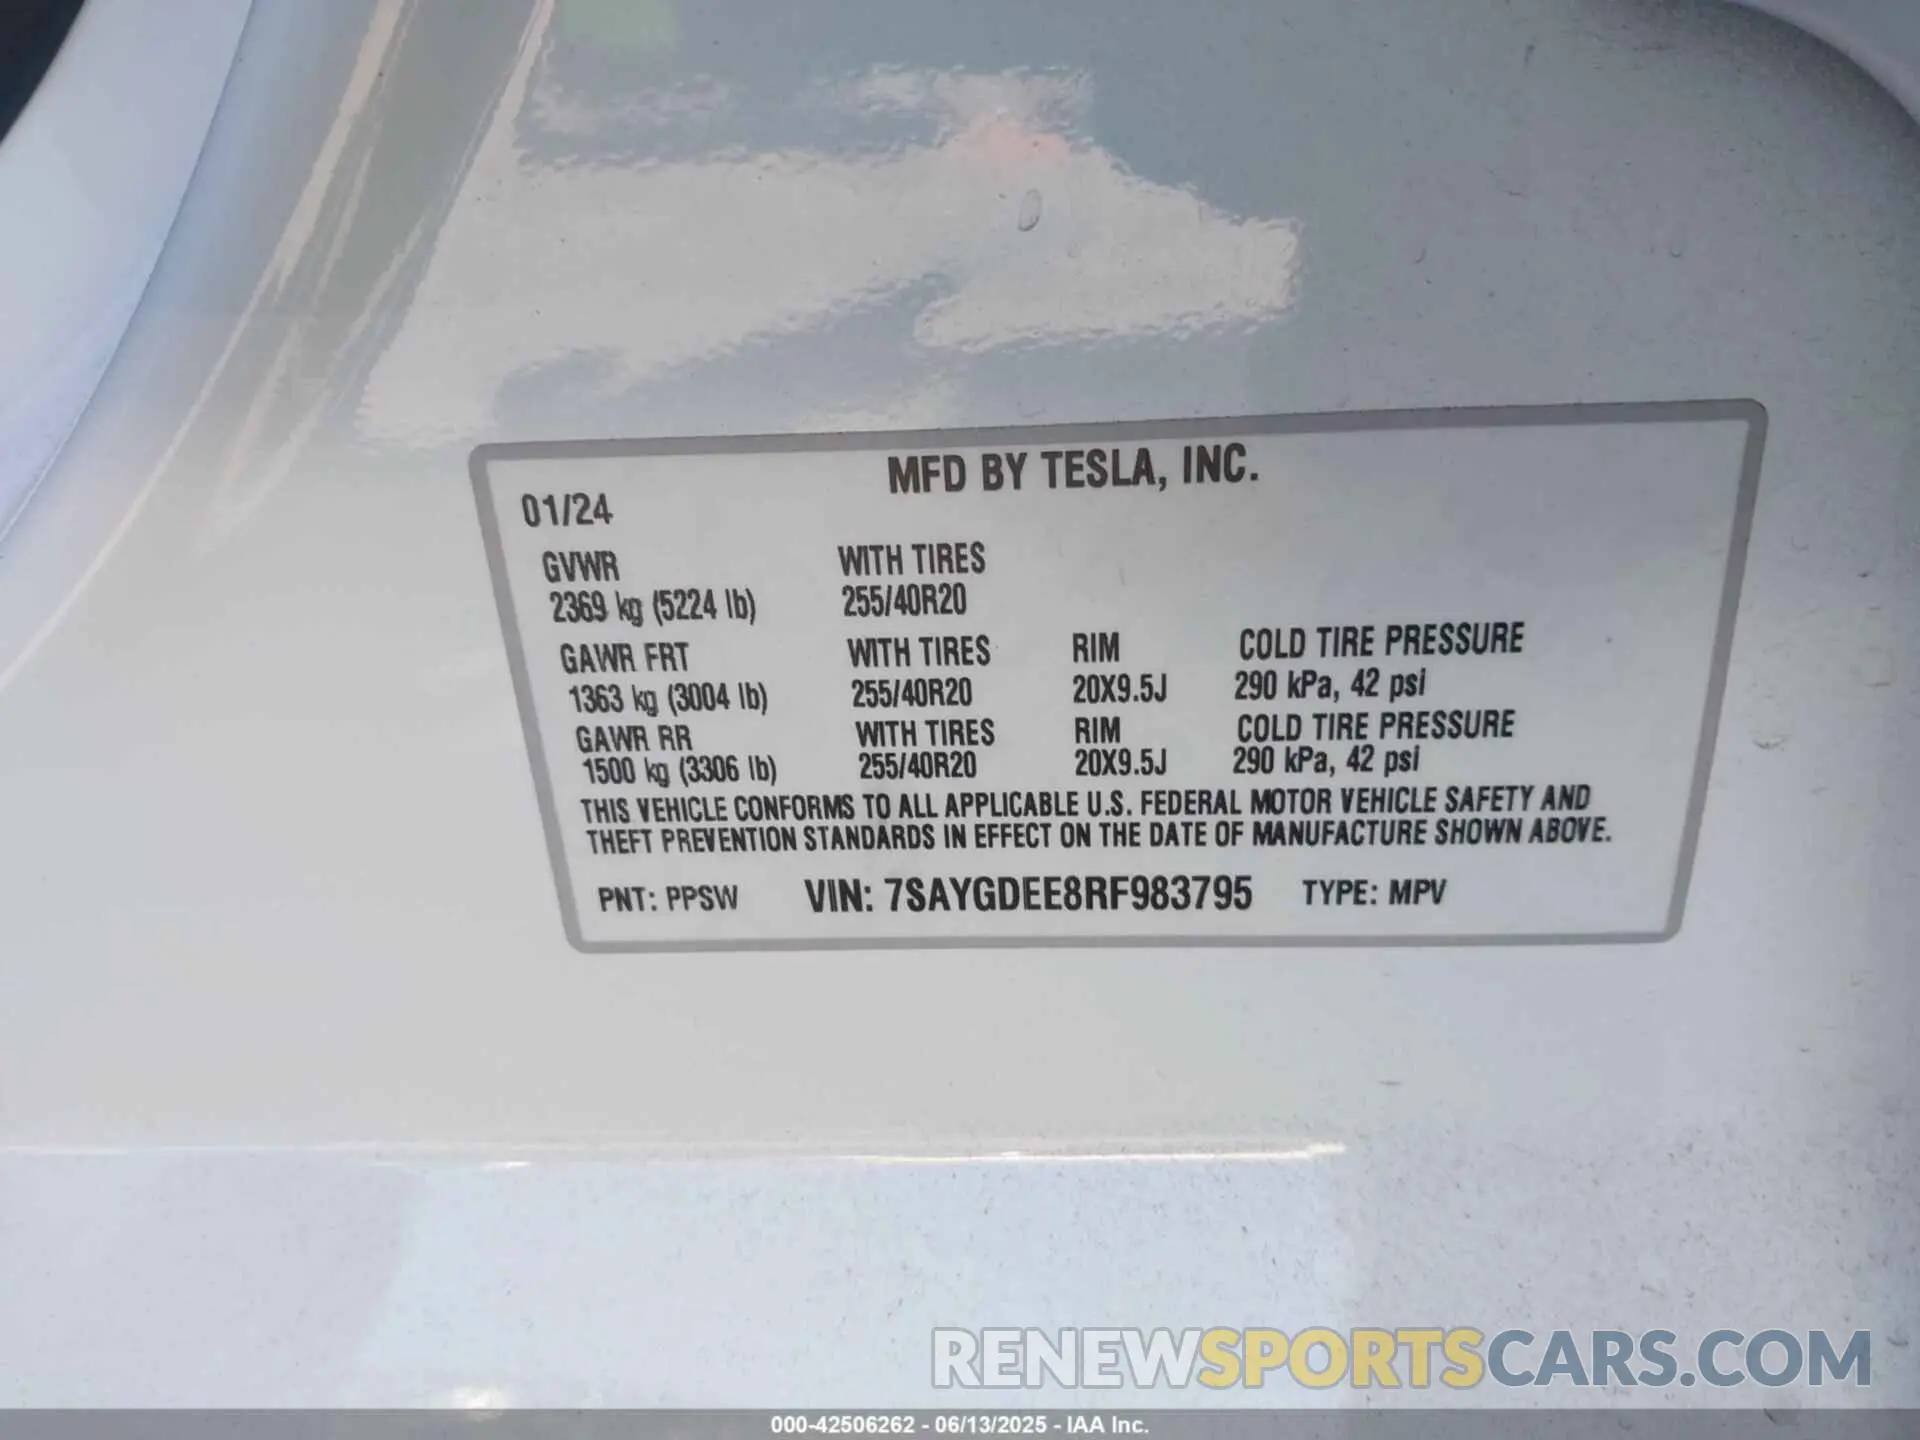 MFD BY TESLA, INC.
01/24
GVWR WITH TIRES
2369 kg (5224 lb) 255/40R20
GAWR FRT WITH TIRES RIM COLD TIRE PRESSURE
1363 kg (3004 lb) 255/40R20 20X9.5J 290 kPa, 42 psi
GAWR RR WITH TIRES RIM COLD TIRE PRESSURE
1500 kg (3306 lb) 255/40R20 20X9.5J 290 kPa, 42 psi
THIS VEHICLE CONFORMS TO ALL APPLICABLE U.S. FEDERAL MOTOR VEHICLE SAFETY AND
THEFT PREVENTION STANDARDS IN EFFECT ON THE DATE OF MANUFACTURE SHOWN ABOVE.
PNT: PPSW VIN: 7SAYGDEE8RF983795 TYPE: MPV
RENEWSPORTSCARS.COM
000-42506262 - 06/13/2025 - IAA Inc.